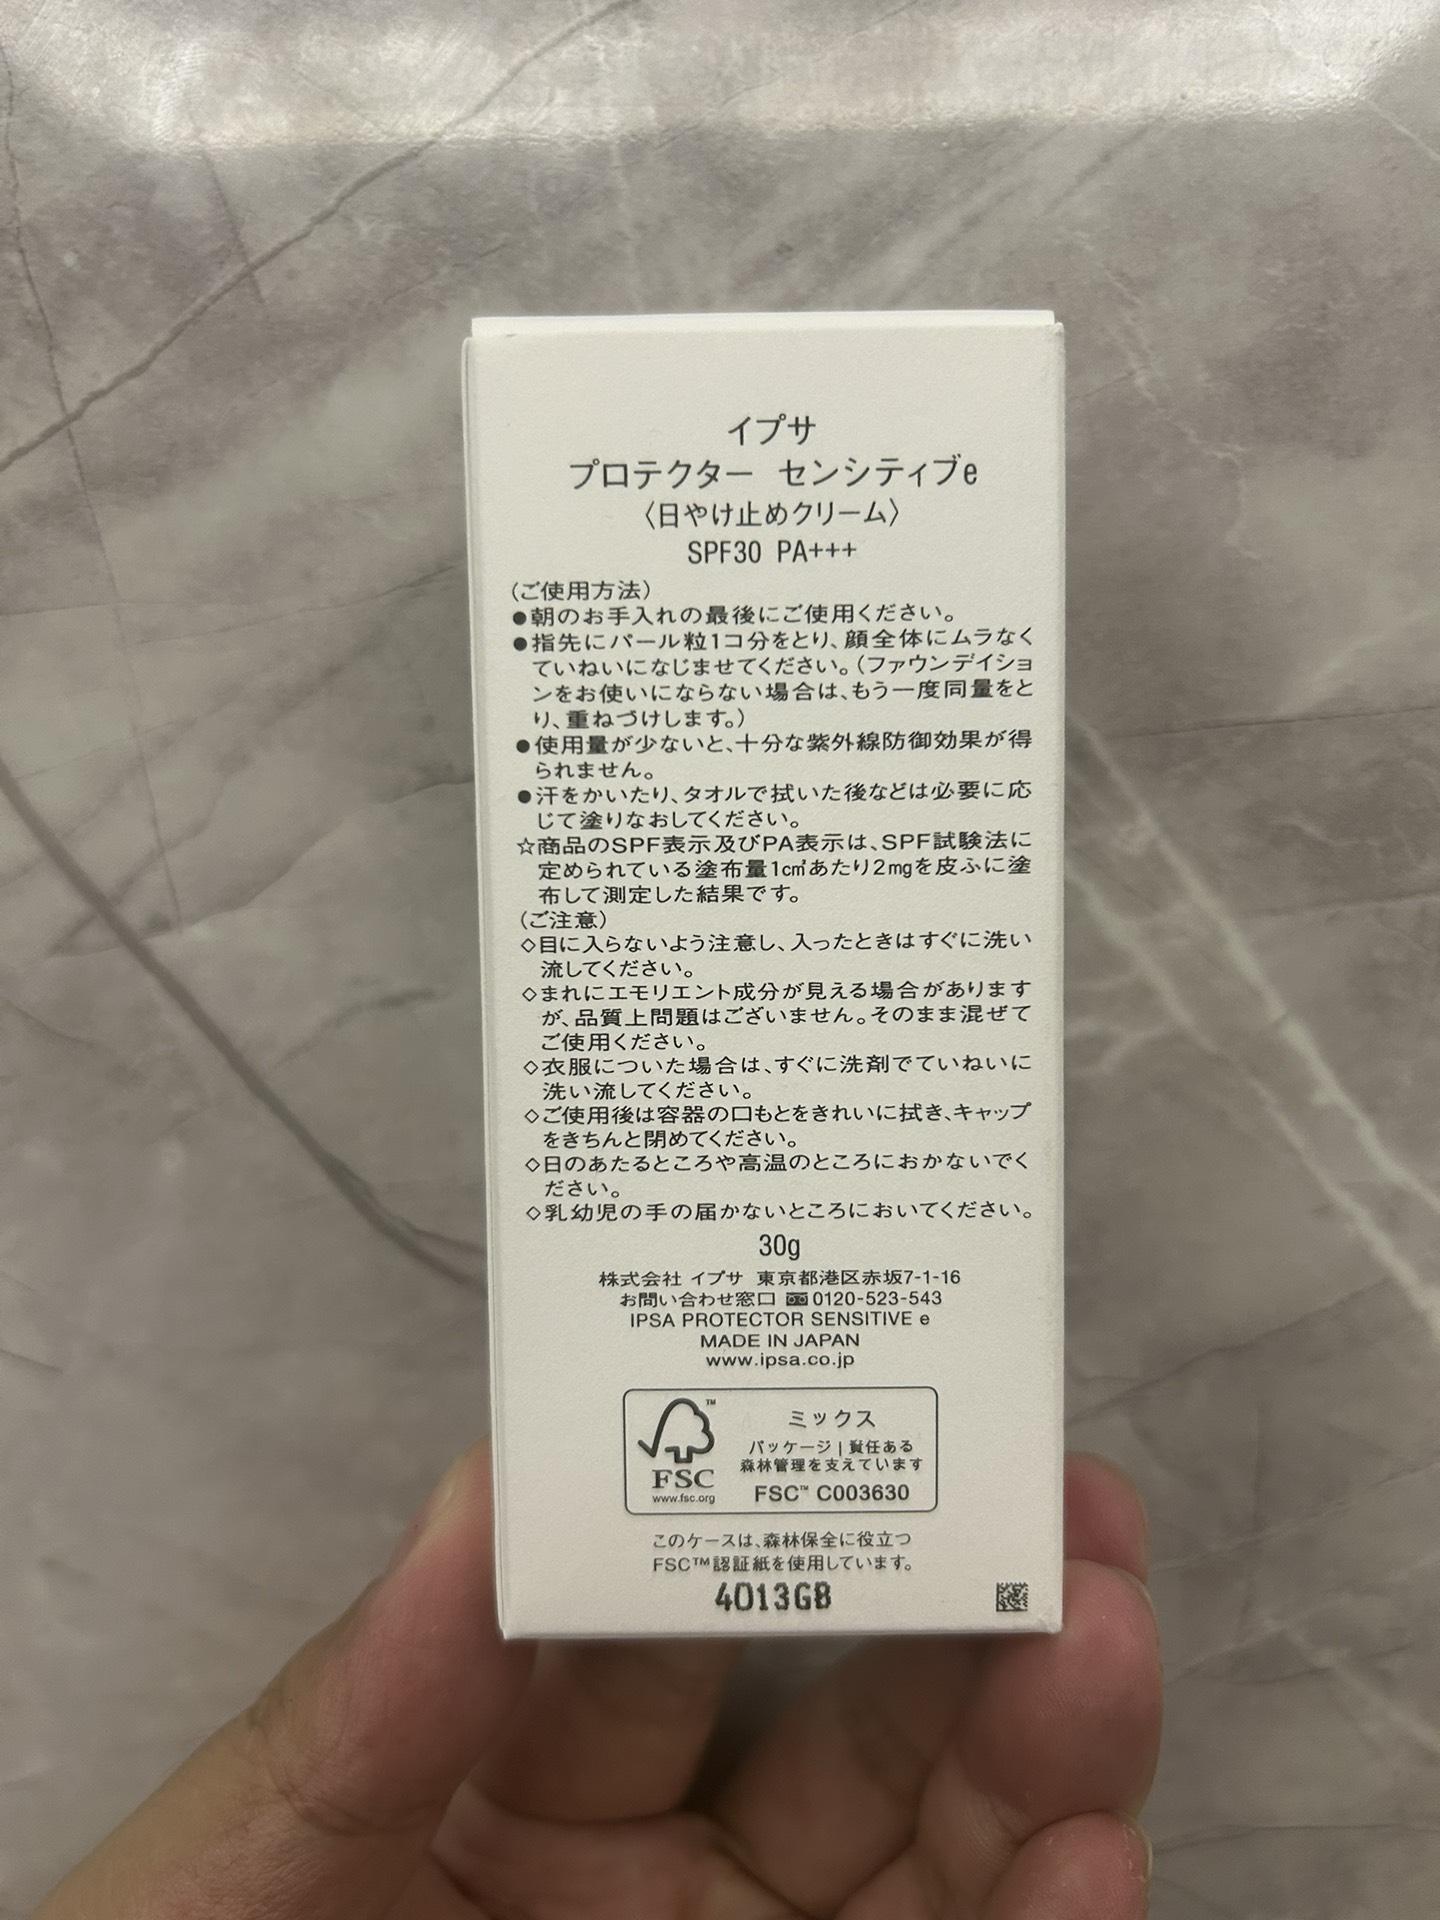 イプサ
プロテクター センシティブe
〈日やけ止めクリーム〉
SPF30 PA+++
(ご使用方法)
●朝のお手入れの最後にご使用ください。
●指先にパール粒1コ分をとり、顔全体にムラなく
ていねいになじませてください。(ファウンデイショ
ンをお使いにならない場合は、もう一度同量をと
り、重ねづけします。)
●使用量が少ないと、十分な紫外線防御効果が得
られません。
●汗をかいたり、タオルで拭いた後などは必要に応
じて塗りなおしてください。
☆商品のSPF表示及びPA表示は、SPF試験法に
定められている塗布量1c㎡あたり2mgを皮ふに塗
布して測定した結果です。
(ご注意)
◇目に入らないよう注意し、入ったときはすぐに洗い
流してください。
◇まれにエモリエント成分が見える場合があります
が、品質上問題はございません。そのまま混ぜて
ご使用ください。
◇衣服についた場合は、すぐに洗剤でていねいに
洗い流してください。
◇ご使用後は容器の口もとをきれいに拭き、キャップ
をきちんと閉めてください。
◇日のあたるところや高温のところにおかないでく
ださい。
◇乳幼児の手の届かないところにおいてください。
30g
株式会社 イプサ 東京都港区赤坂7-1-16
お問い合わせ窓口 0120-523-543
IPSA PROTECTOR SENSITIVE e
MADE IN JAPAN
www.ipsa.co.jp
ミックス
パッケージ | 責任ある
森林管理を支えています
FSC™ C003630
FSC
www.fsc.org
このケースは、森林保全に役立つ
FSC™認証紙を使用しています。
4013GB